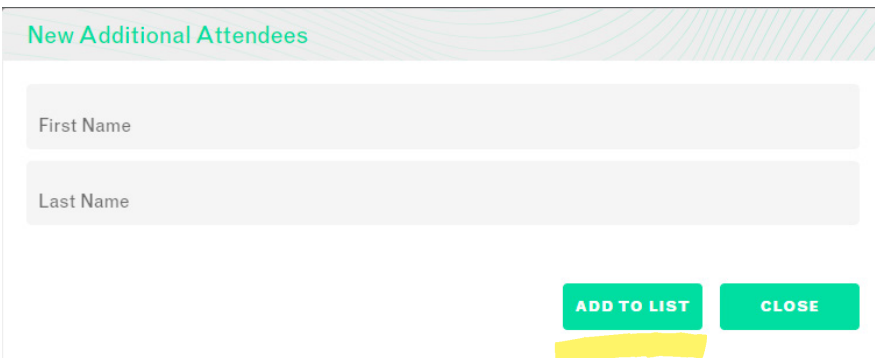 New Additional Attendees
First Name
Last Name
ADD TO LIST
CLOSE